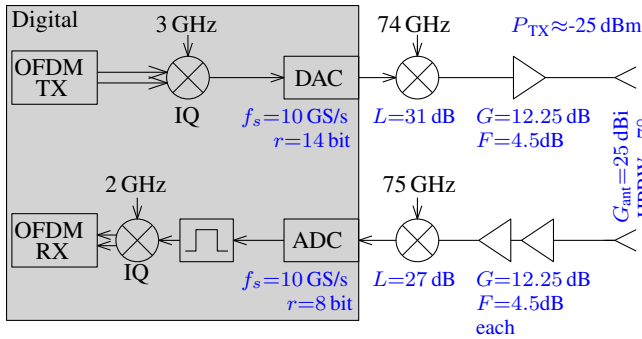 Digital
3 GHz
74 GHz
P_TX≈-25 dBm
OFDM
TX
IQ
DAC
f_s=10 GS/s
r=14 bit
L=31 dB
G=12.25 dB
F=4.5dB
G_ant=25 dBi
2 GHz
75 GHz
OFDM
RX
IQ
ADC
f_s=10 GS/s
r=8 bit
L=27 dB
G=12.25 dB
F=4.5dB
each